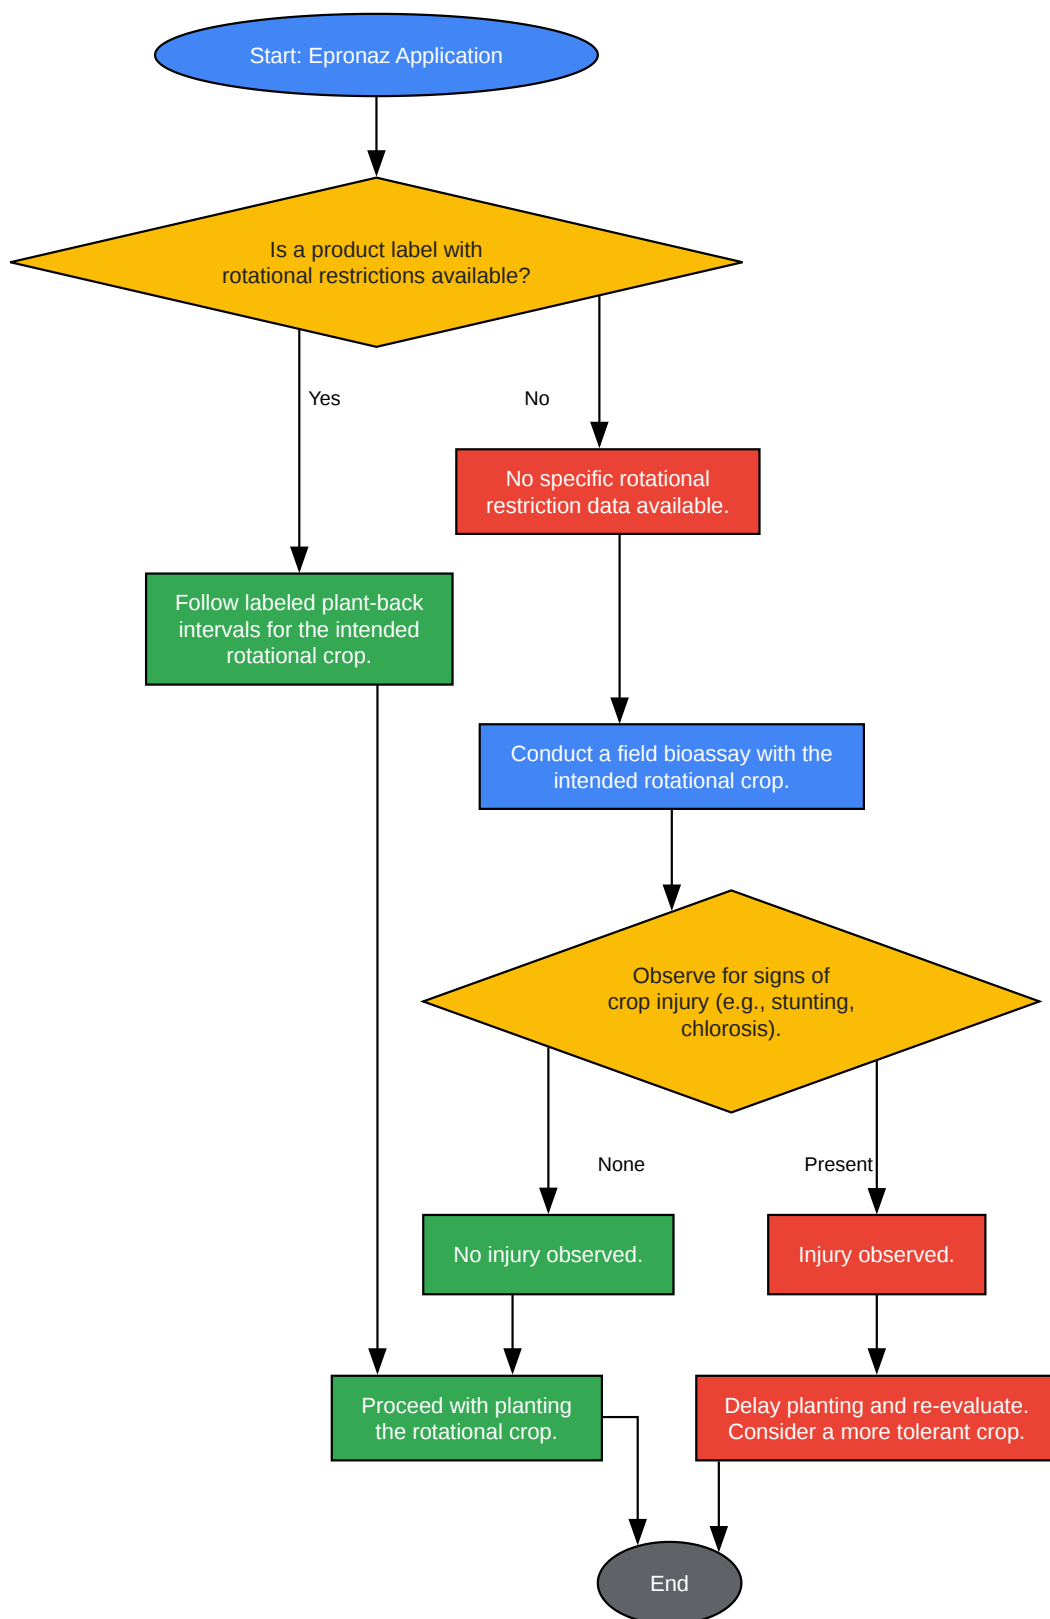 Start: Epronaz Application
Is a product label with
rotational restrictions available?
Yes
No
No specific rotational
restriction data available.
Follow labeled plant-back
intervals for the intended
rotational crop.
Conduct a field bioassay with the
intended rotational crop.
Observe for signs of
crop injury (e.g., stunting,
chlorosis).
None
Present
No injury observed.
Injury observed.
Proceed with planting
the rotational crop.
Delay planting and re-evaluate.
Consider a more tolerant crop.
End